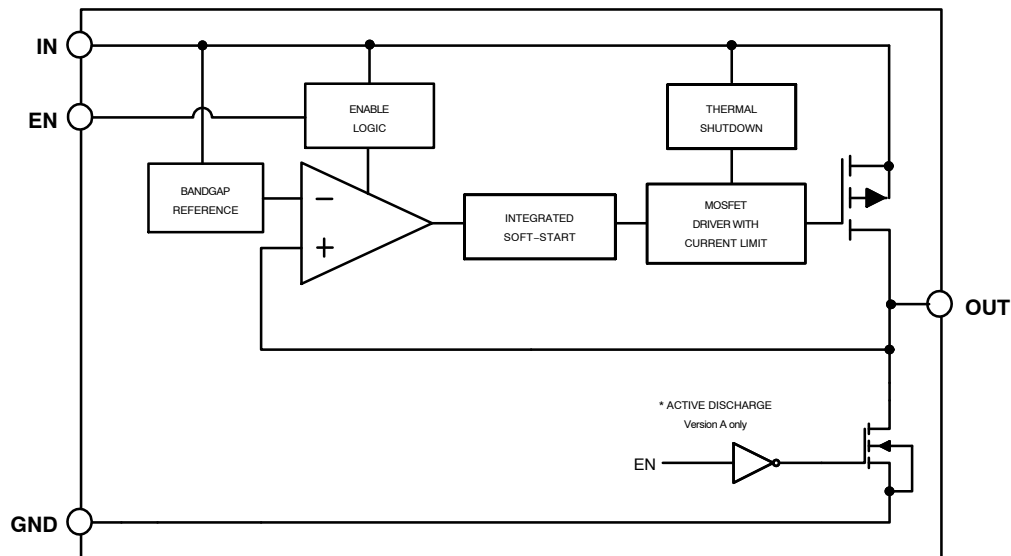 IN
EN
ENABLE
LOGIC
THERMAL
SHUTDOWN
BANDGAP
REFERENCE
−
+
INTEGRATED
SOFT−START
MOSFET
DRIVER WITH
CURRENT LIMIT
OUT
* ACTIVE DISCHARGE
Version A only
EN
GND